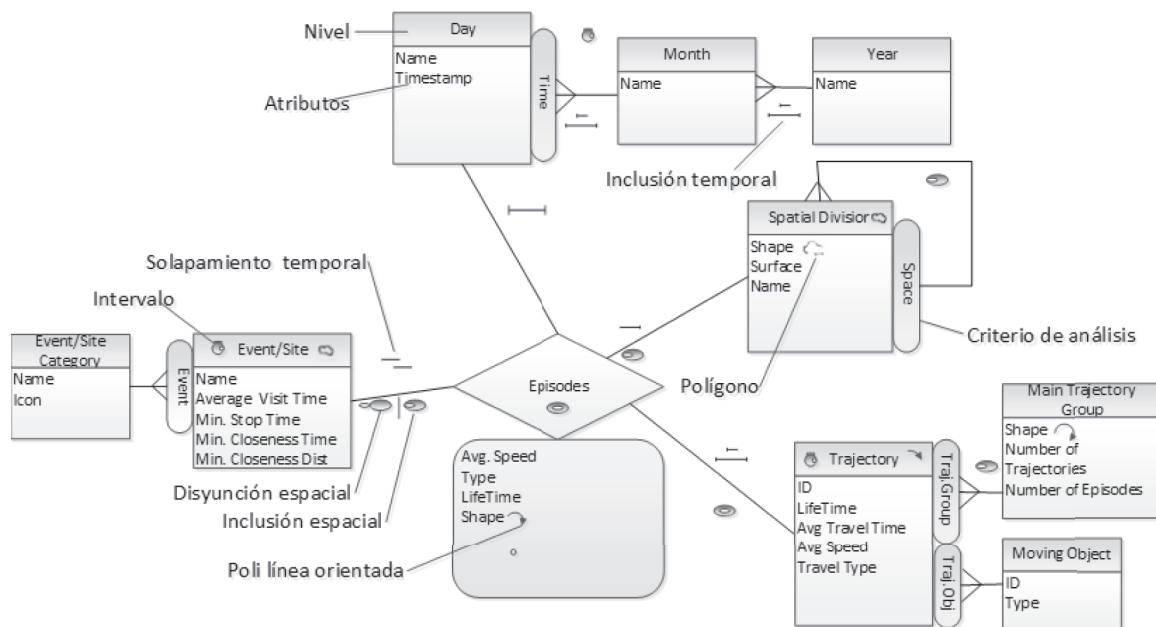 Nivel
Day
Name
Timestamp
Atributos
Time
Month
Name
Year
Name
Inclusión temporal
Spatial Division
Shape
Surface
Name
Space
Criterio de análisis
Polígono
Solapamiento temporal
Intervalo
Event/Site
Category
Name
Icon
Event
Event/Site
Name
Average Visit Time
Min. Stop Time
Min. Closeness Time
Min. Closeness Dist
Disyunción espacial
Inclusión espacial
Episodes
Avg. Speed
Type
LifeTime
Shape
Poli línea orientada
Trajectory
ID
LifeTime
Avg Travel Time
Avg Speed
Travel Type
Traj.Group
Traj.Obj
Main Trajectory
Group
Shape
Number of
Trajectories
Number of Episodes
Moving Object
ID
Type